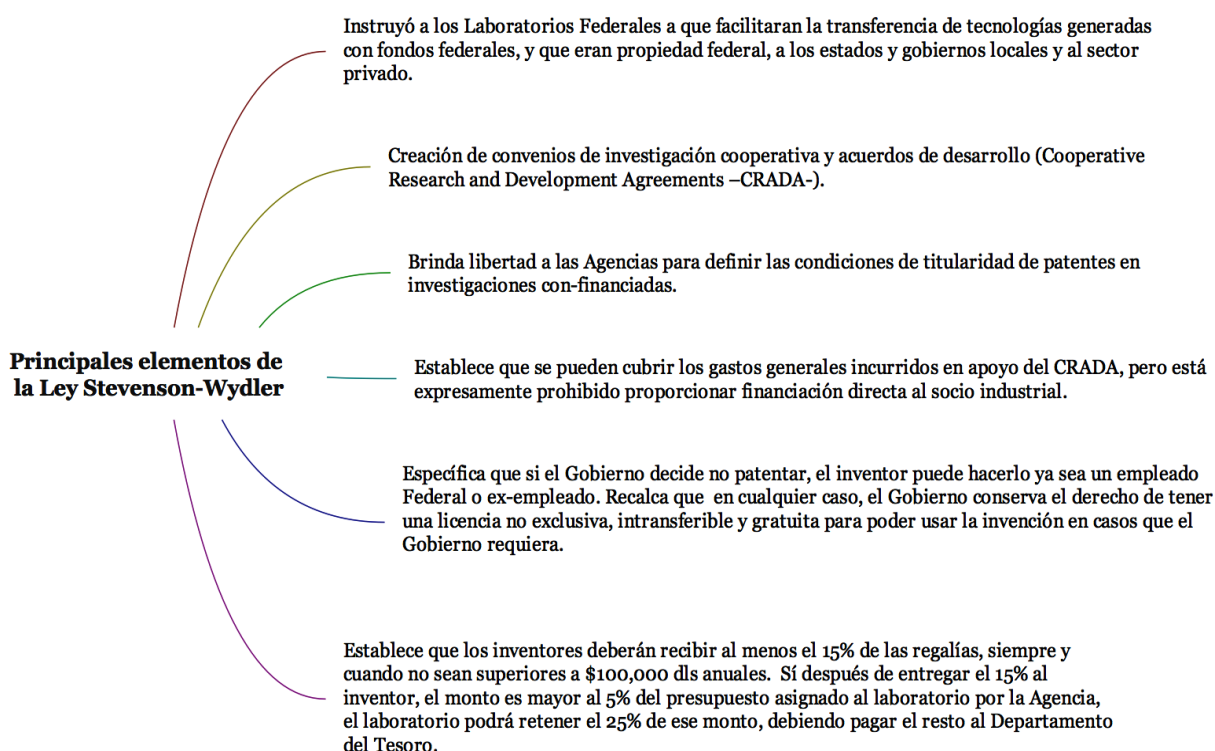 Instruyó a los Laboratorios Federales a que facilitaran la transferencia de tecnologías generadas
con fondos federales, y que eran propiedad federal, a los estados y gobiernos locales y al sector
privado.
Creación de convenios de investigación cooperativa y acuerdos de desarrollo (Cooperative
Research and Development Agreements –CRADA-).
Brinda libertad a las Agencias para definir las condiciones de titularidad de patentes en
investigaciones con-financiadas.
Principales elementos de
la Ley Stevenson-Wydler
Establece que se pueden cubrir los gastos generales incurridos en apoyo del CRADA, pero está
expresamente prohibido proporcionar financiación directa al socio industrial.
Específica que si el Gobierno decide no patentar, el inventor puede hacerlo ya sea un empleado
Federal o ex-empleado. Recalca que en cualquier caso, el Gobierno conserva el derecho de tener
una licencia no exclusiva, intransferible y gratuita para poder usar la invención en casos que el
Gobierno requiera.
Establece que los inventores deberán recibir al menos el 15% de las regalías, siempre y
cuando no sean superiores a $100,000 dls anuales. Sí después de entregar el 15% al
inventor, el monto es mayor al 5% del presupuesto asignado al laboratorio por la Agencia,
el laboratorio podrá retener el 25% de ese monto, debiendo pagar el resto al Departamento
del Tesoro.